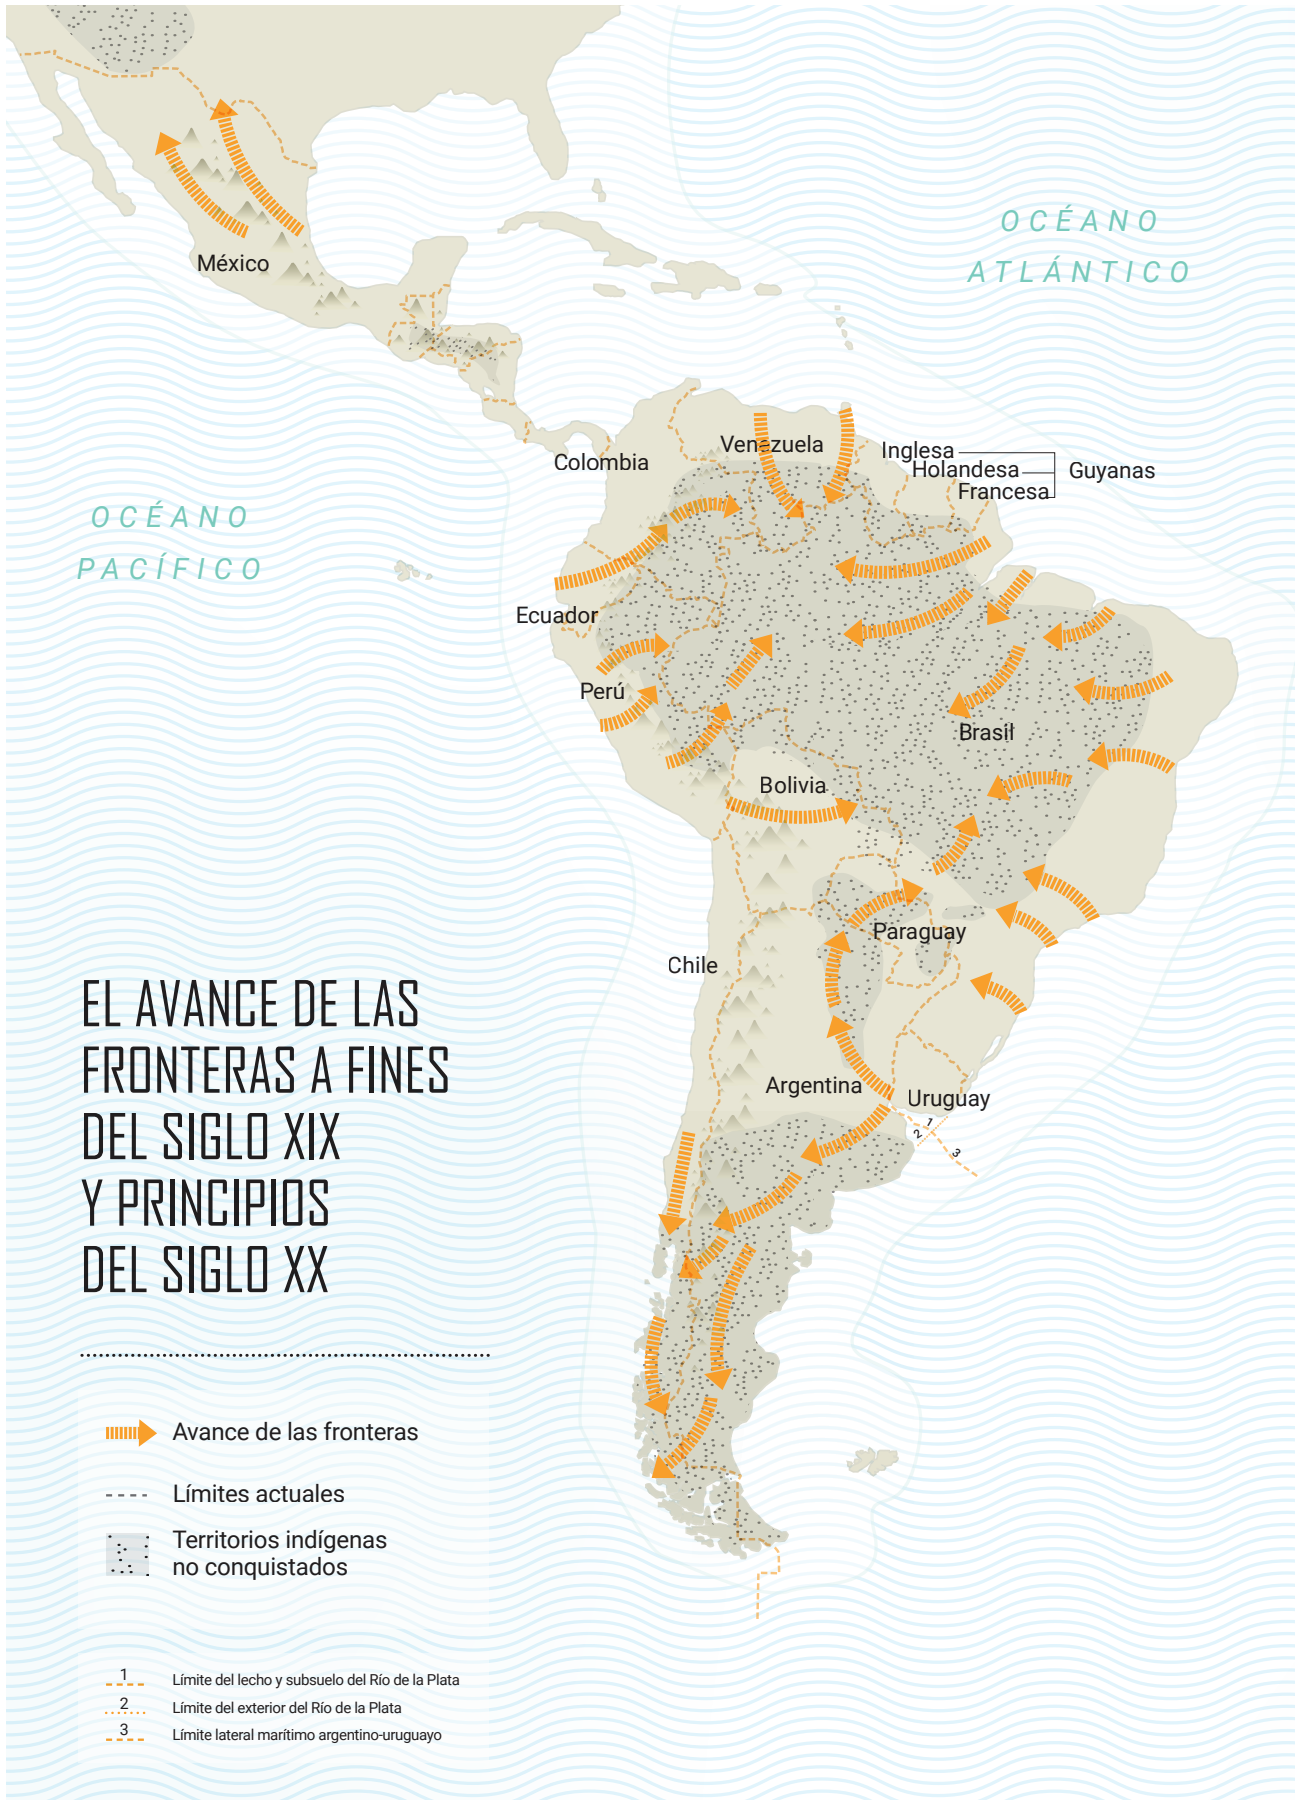 OCÉANO
ATLÁNTICO
México
Venezuela
Colombia
Inglesa
Holandesa
Francesa
Guyanas
OCÉANO
PACÍFICO
Ecuador
Perú
Brasil
Bolivia
Paraguay
Chile
Argentina
Uruguay
1
2
3
EL AVANCE DE LAS
FRONTERAS A FINES
DEL SIGLO XIX
Y PRINCIPIOS
DEL SIGLO XX
Avance de las fronteras
Límites actuales
Territorios indígenas
no conquistados
1 Límite del lecho y subsuelo del Río de la Plata
2 Límite del exterior del Río de la Plata
3 Límite lateral marítimo argentino-uruguayo